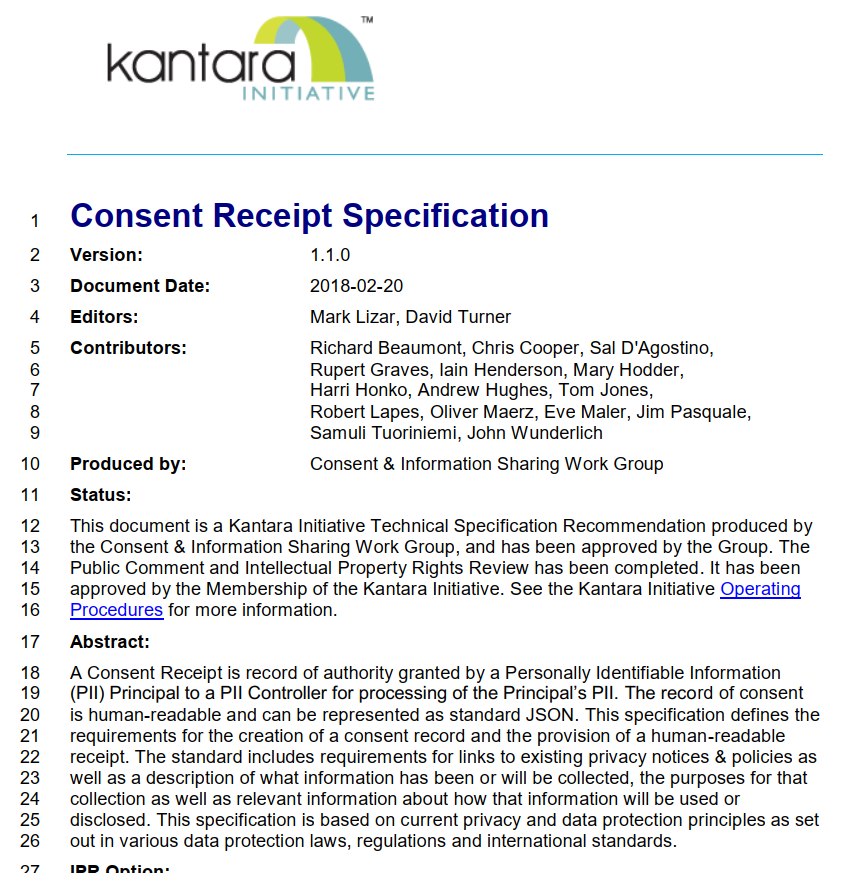 kantara
INITIATIVE
TM
1 Consent Receipt Specification
2 Version: 1.1.0
3 Document Date: 2018-02-20
4 Editors: Mark Lizar, David Turner
5 Contributors: Richard Beaumont, Chris Cooper, Sal D'Agostino,
6 Rupert Graves, Iain Henderson, Mary Hodder,
7 Harri Honko, Andrew Hughes, Tom Jones,
8 Robert Lapes, Oliver Maerz, Eve Maler, Jim Pasquale,
9 Samuli Tuoriniemi, John Wunderlich
10 Produced by: Consent & Information Sharing Work Group
11 Status:
12 This document is a Kantara Initiative Technical Specification Recommendation produced by
13 the Consent & Information Sharing Work Group, and has been approved by the Group. The
14 Public Comment and Intellectual Property Rights Review has been completed. It has been
15 approved by the Membership of the Kantara Initiative. See the Kantara Initiative Operating
16 Procedures for more information.
17 Abstract:
18 A Consent Receipt is record of authority granted by a Personally Identifiable Information
19 (PII) Principal to a PII Controller for processing of the Principal’s PII. The record of consent
20 is human-readable and can be represented as standard JSON. This specification defines the
21 requirements for the creation of a consent record and the provision of a human-readable
22 receipt. The standard includes requirements for links to existing privacy notices & policies as
23 well as a description of what information has been or will be collected, the purposes for that
24 collection as well as relevant information about how that information will be used or
25 disclosed. This specification is based on current privacy and data protection principles as set
26 out in various data protection laws, regulations and international standards.
27 IPR Option: